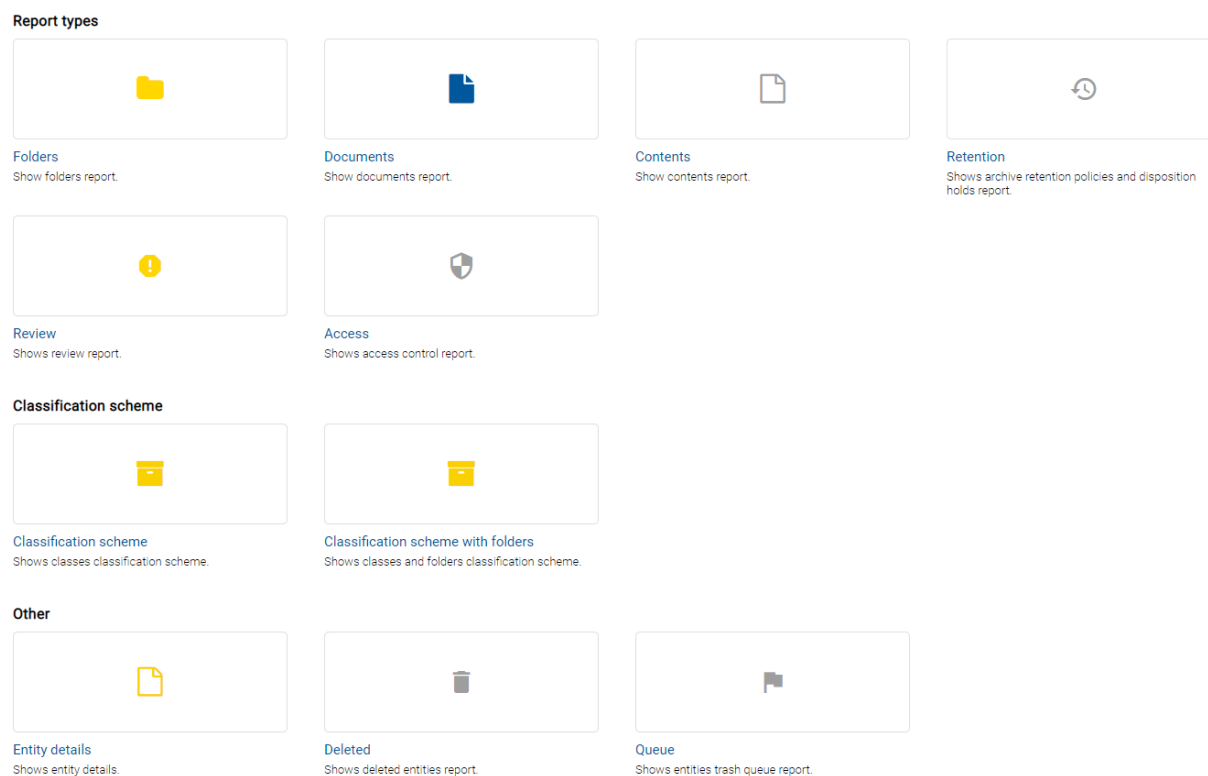 Report types
Folders
Show folders report.
Documents
Show documents report.
Contents
Show contents report.
Retention
Shows archive retention policies and disposition
holds report.
Review
Shows review report.
Access
Shows access control report.
Classification scheme
Classification scheme
Shows classes classification scheme.
Classification scheme with folders
Shows classes and folders classification scheme.
Other
Entity details
Shows entity details.
Deleted
Shows deleted entities report.
Queue
Shows entities trash queue report.